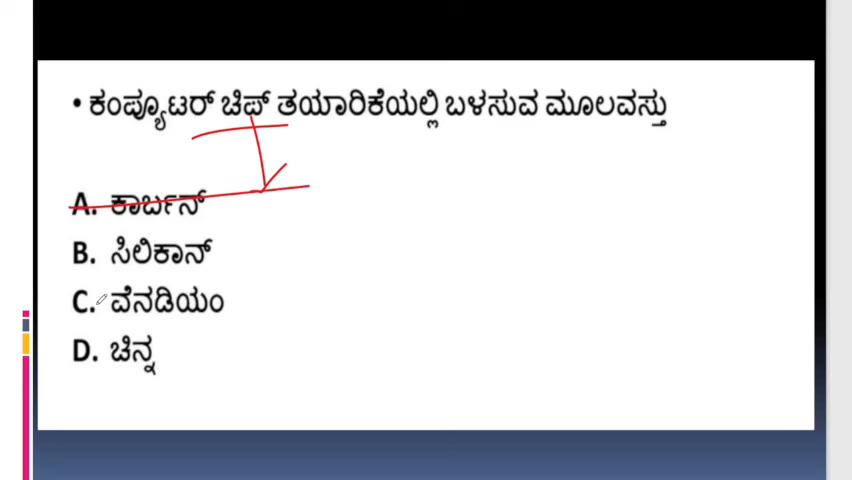 • ಕಂಪ್ಯೂಟರ್ ಚಿಪ್ ತಯಾರಿಕೆಯಲ್ಲಿ ಬಳಸುವ ಮೂಲವಸ್ತು
A. ಕಾರ್ಬನ್
B. ಸಿಲಿಕಾನ್
C. ವೆನಡಿಯಂ
D. ಚಿನ್ನ